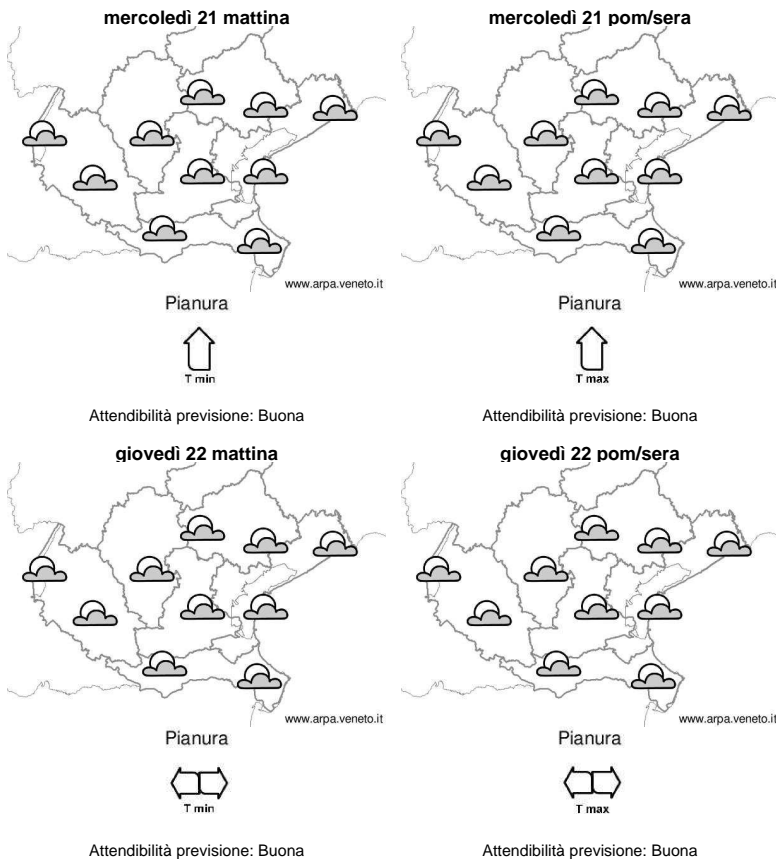 mercoledì 21 mattina
www.arpa.veneto.it
Pianura
T min
Attendibilità previsione: Buona
mercoledì 21 pom/sera
www.arpa.veneto.it
Pianura
T max
Attendibilità previsione: Buona
giovedì 22 mattina
www.arpa.veneto.it
Pianura
T min
Attendibilità previsione: Buona
giovedì 22 pom/sera
www.arpa.veneto.it
Pianura
T max
Attendibilità previsione: Buona